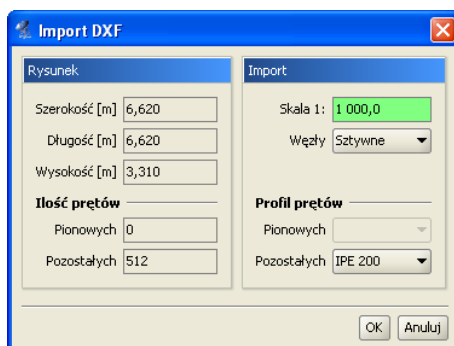 Import DXF
Rysunek
Szerokość [m] 6,620
Długość [m] 6,620
Wysokość [m] 3,310
Ilość prętów
Pionowych 0
Pozostałych 512
Import
Skala 1: 1 000,0
Węzły Sztywne
Profil prętów
Pionowych
Pozostałych IPE 200
OK Anuluj